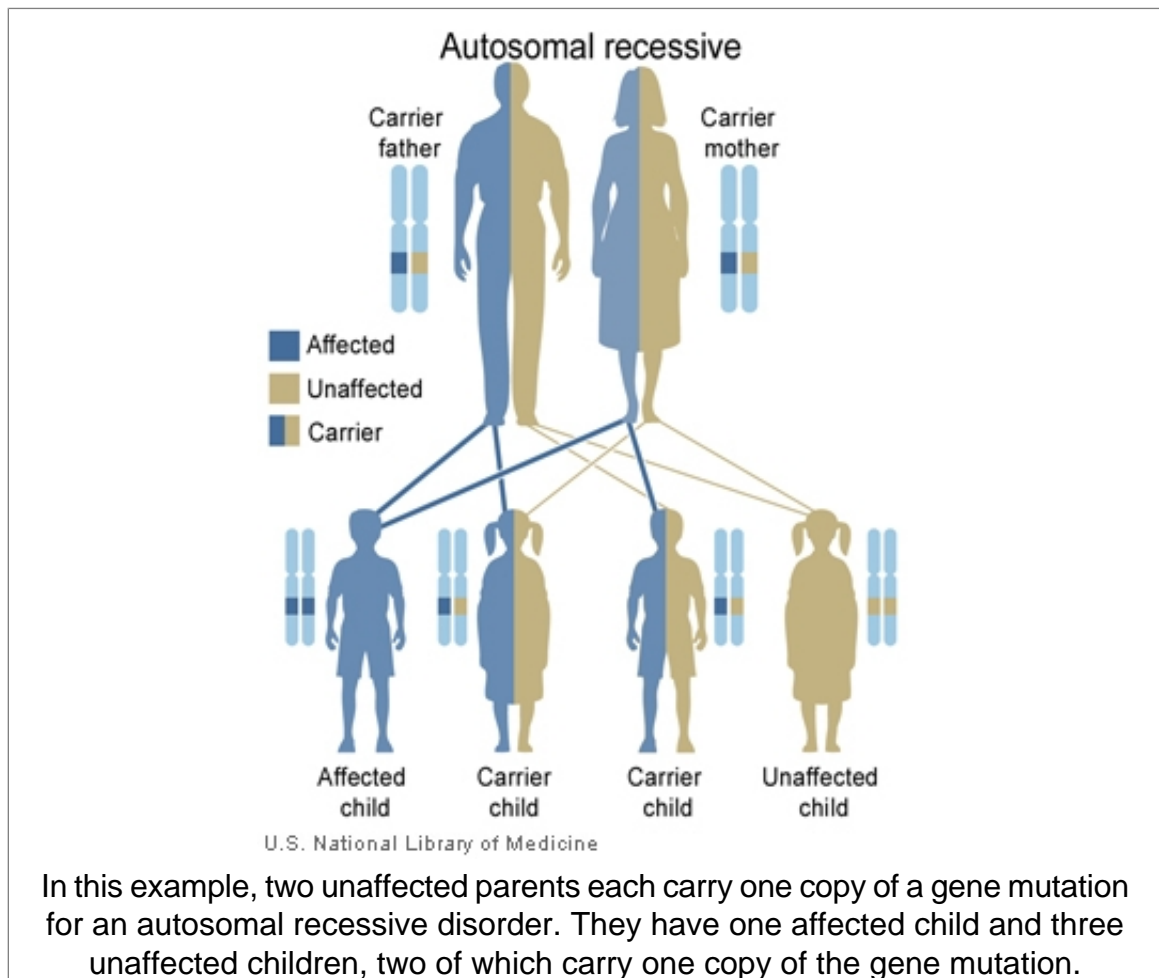 Autosomal recessive
Carrier
father
Carrier
mother
Affected
Unaffected
Carrier
Affected
child
Carrier
child
Carrier
child
Unaffected
child
U.S. National Library of Medicine
In this example, two unaffected parents each carry one copy of a gene mutation
for an autosomal recessive disorder. They have one affected child and three
unaffected children, two of which carry one copy of the gene mutation.